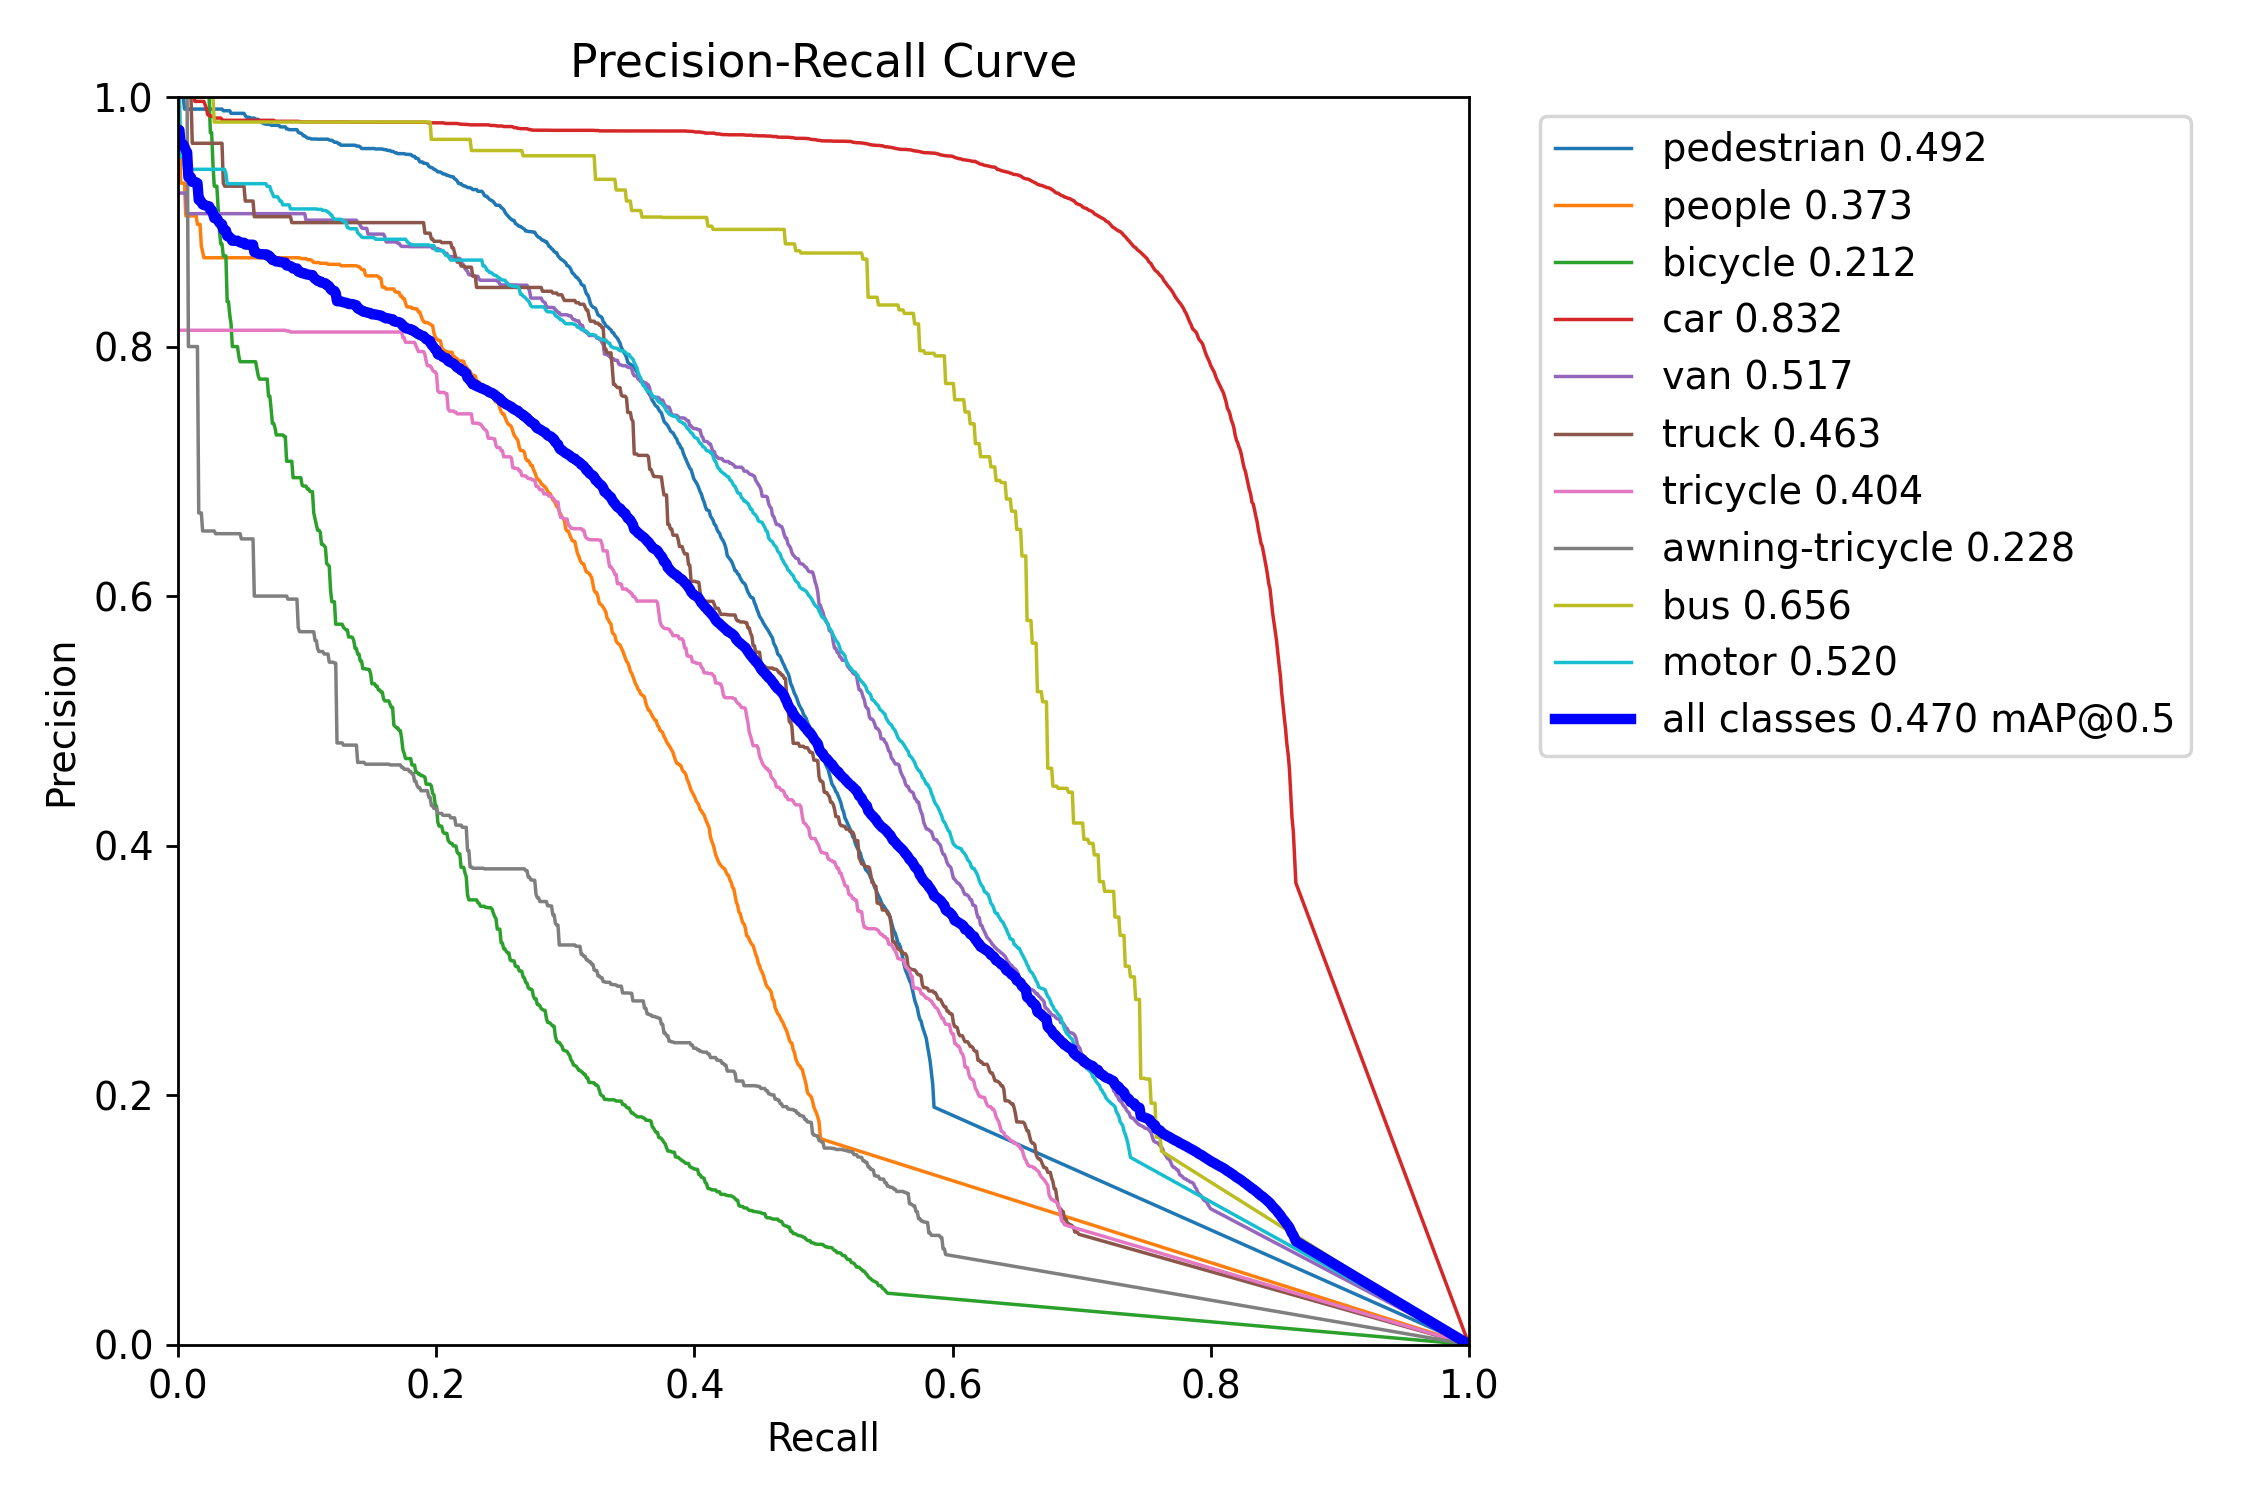 Precision-Recall Curve
1.0
0.8
0.6
0.4
0.2
0.0
Precision
0.0 0.2 0.4 0.6 0.8 1.0
Recall
pedestrian 0.492
people 0.373
bicycle 0.212
car 0.832
van 0.517
truck 0.463
tricycle 0.404
awning-tricycle 0.228
bus 0.656
motor 0.520
all classes 0.470 mAP@0.5